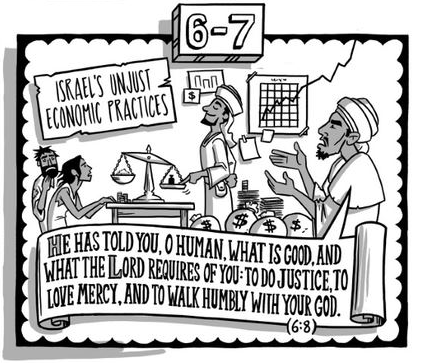 6-7
ISRAEL'S UNJUST
ECONOMIC PRACTICES
$
$ $ $ $
HE HAS TOLD YOU, O HUMAN, WHAT IS GOOD, AND
WHAT THE LORD REQUIRES OF YOU: TO DO JUSTICE, TO
LOVE MERCY, AND TO WALK HUMBLY WITH YOUR GOD.
(6:8)